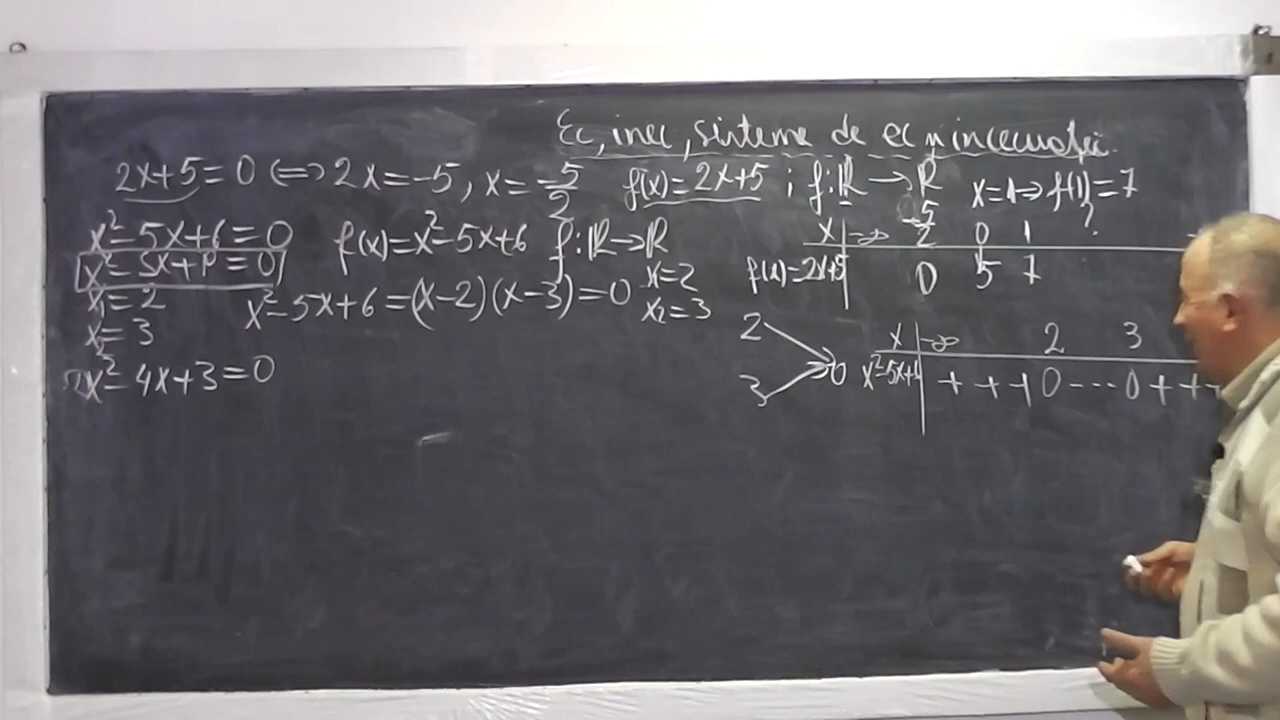 Ec, inec, sisteme de ec și inecuații.
2x+5=0 ⟺ 2x=-5, x=-5/2 f(x)=2x+5 ; f:ℝ→ℝ x=1⇒f(1)=7
x²-5x+6=0 f(x)=x²-5x+6 f:ℝ→ℝ
x²-Sx+P=0
x₁=2 x²-5x+6=(x-2)(x-3)=0 x=2
x₂=3 x₂=3
x²-4x+3=0
x -∞ -5/2 0 1 ?
f(x)=2x+5 0 5 7
2
3 0
x -∞ 2 3
x²-5x+6 + + + 0 --- 0 + + +